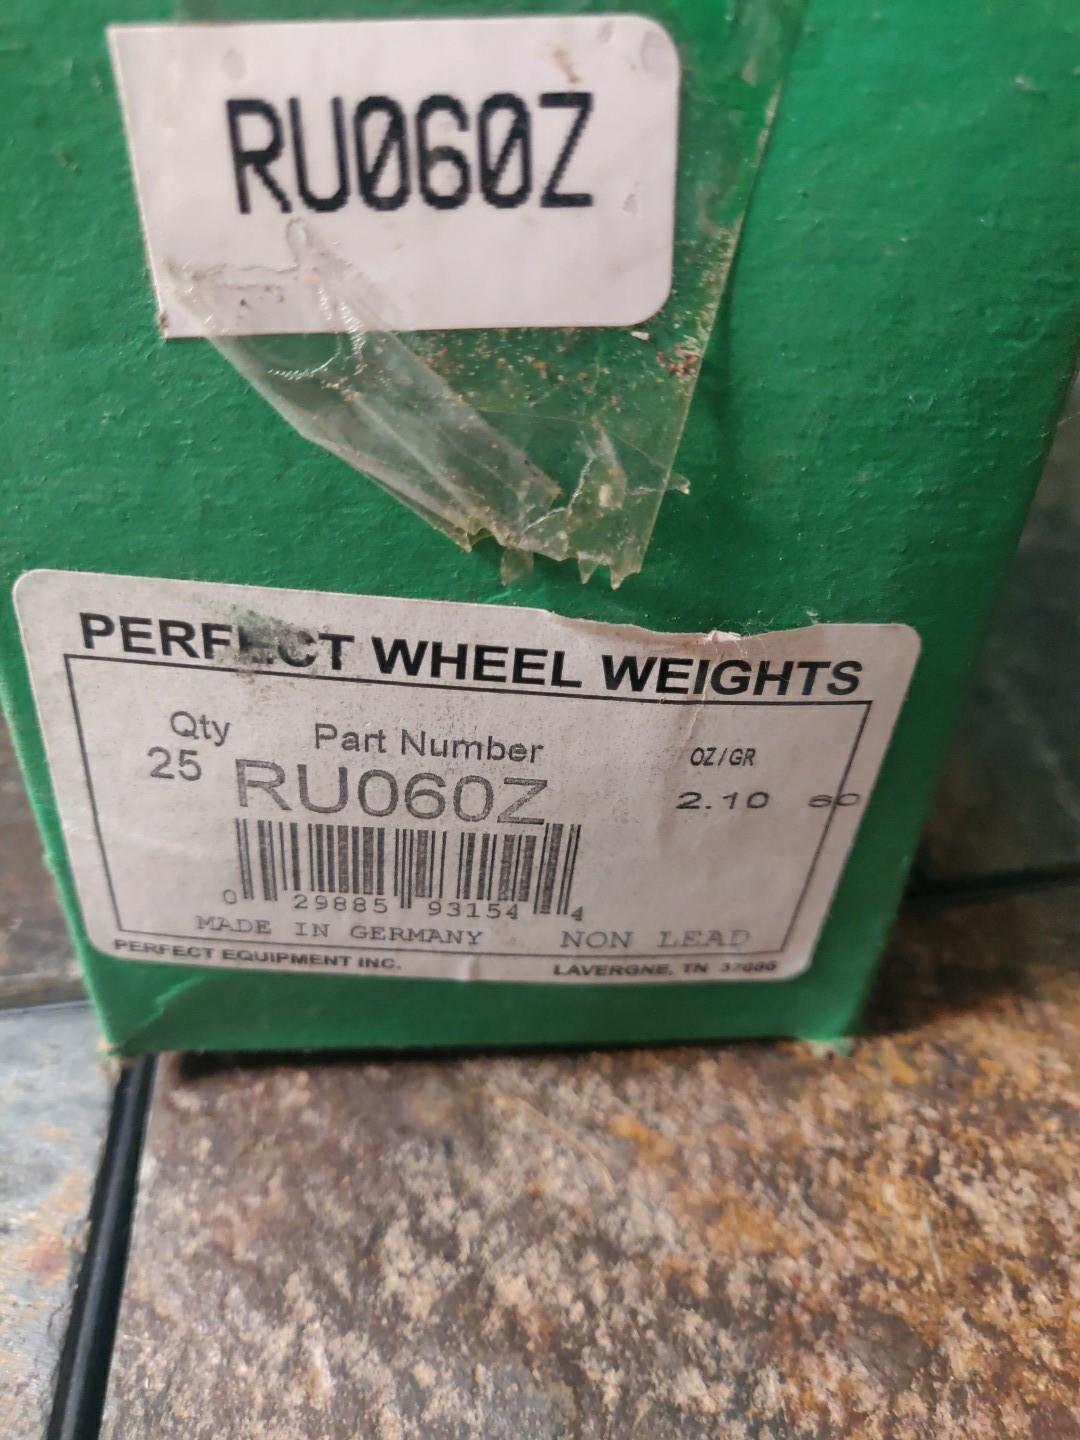 RU060Z
PERFECT WHEEL WEIGHTS
Qty Part Number OZ/GR
25 RU060Z 2.10 60
0 29885 93154 4
MADE IN GERMANY NON LEAD
PERFECT EQUIPMENT INC. LAVERGNE, TN 37086